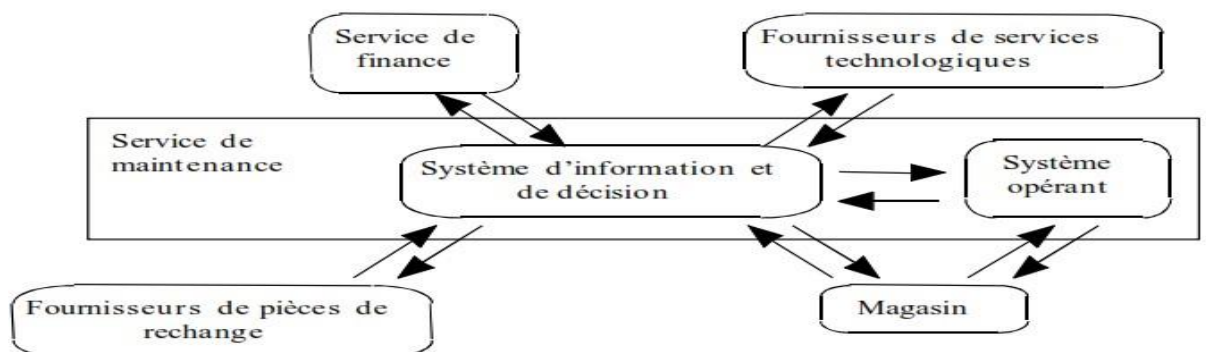 Service de
finance
Fournisseurs de services
technologiques
Service de
maintenance
Système d'information et
de décision
Système
opérant
Fournisseurs de pièces de
rechange
Magasin